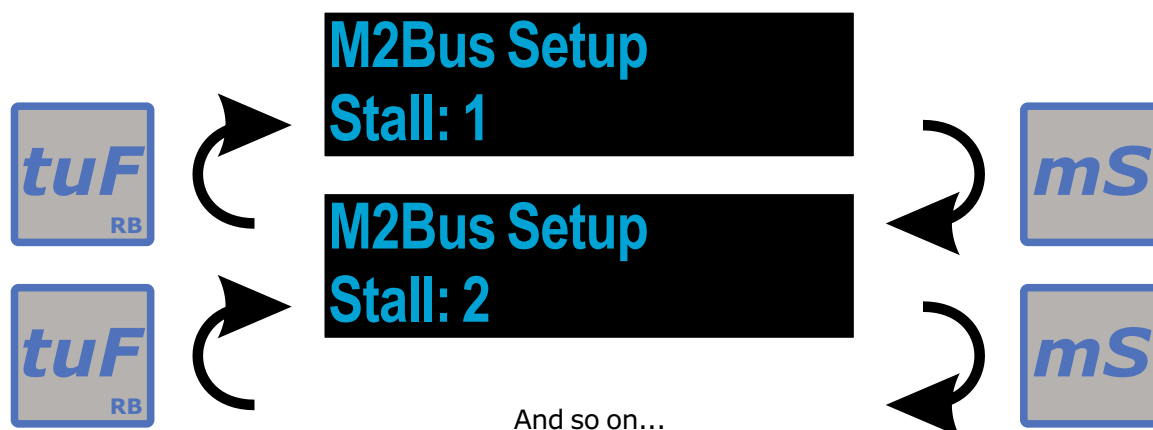 M2Bus Setup
Stall: 1
tuF
RB
mS
M2Bus Setup
Stall: 2
tuF
RB
mS
And so on...